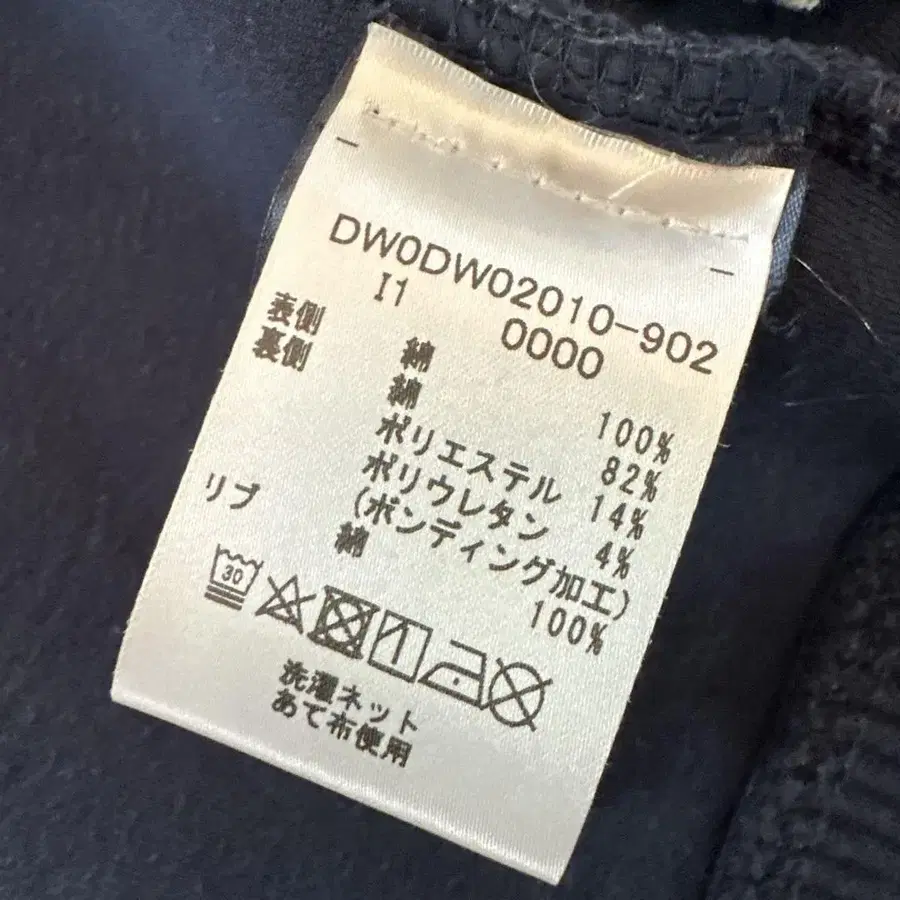 DW0DW02010-902
I1 0000
表側 綿 100%
裏側 綿 82%
ポリエステル 14%
ポリウレタン 4%
(ボンディング加工)
リブ 綿 100%
30
洗濯ネット
あて布使用